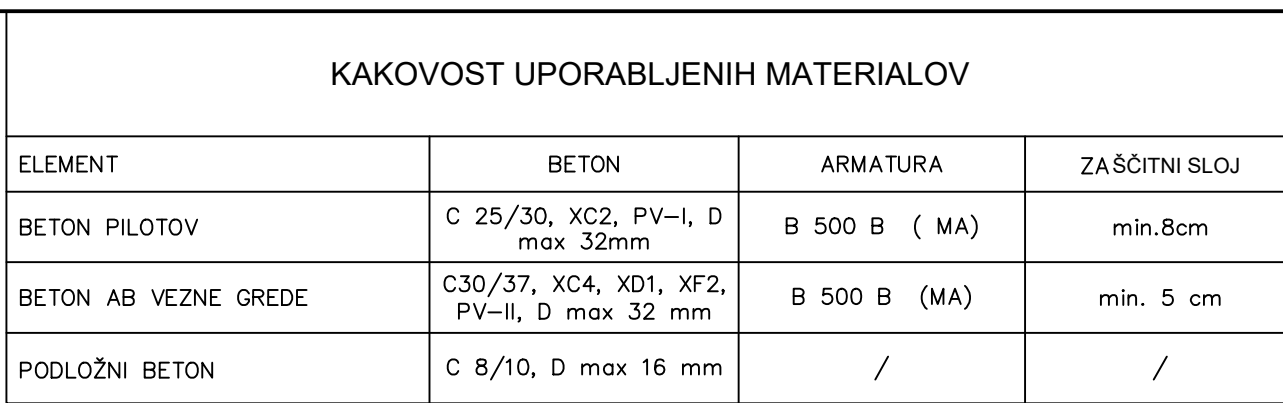 KAKOVOST UPORABLJENIH MATERIALOV
ELEMENT BETON ARMATURA ZAŠČITNI SLOJ
BETON PILOTOV C 25/30, XC2, PV–I, D max 32mm B 500 B ( MA) min.8cm
BETON AB VEZNE GREDE C30/37, XC4, XD1, XF2, PV–II, D max 32 mm B 500 B (MA) min. 5 cm
PODLOŽNI BETON C 8/10, D max 16 mm / /